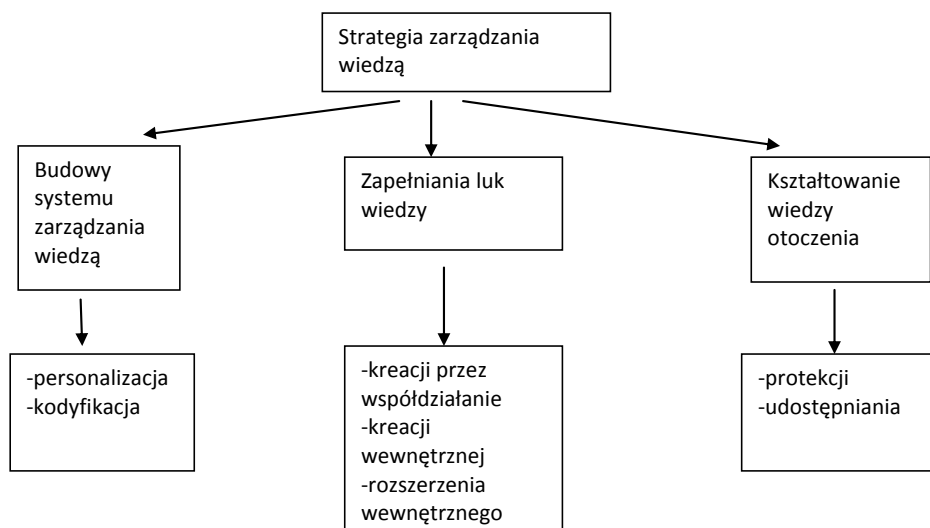 Strategia zarządzania
wiedzą
Budowy
systemu
zarządzania
wiedzą
Zapełniania luk
wiedzy
Kształtowanie
wiedzy
otoczenia
-personalizacja
-kodyfikacja
-kreacji przez
współdziałanie
-kreacji
wewnętrznej
-rozszerzenia
wewnętrznego
-protekcji
-udostępniania